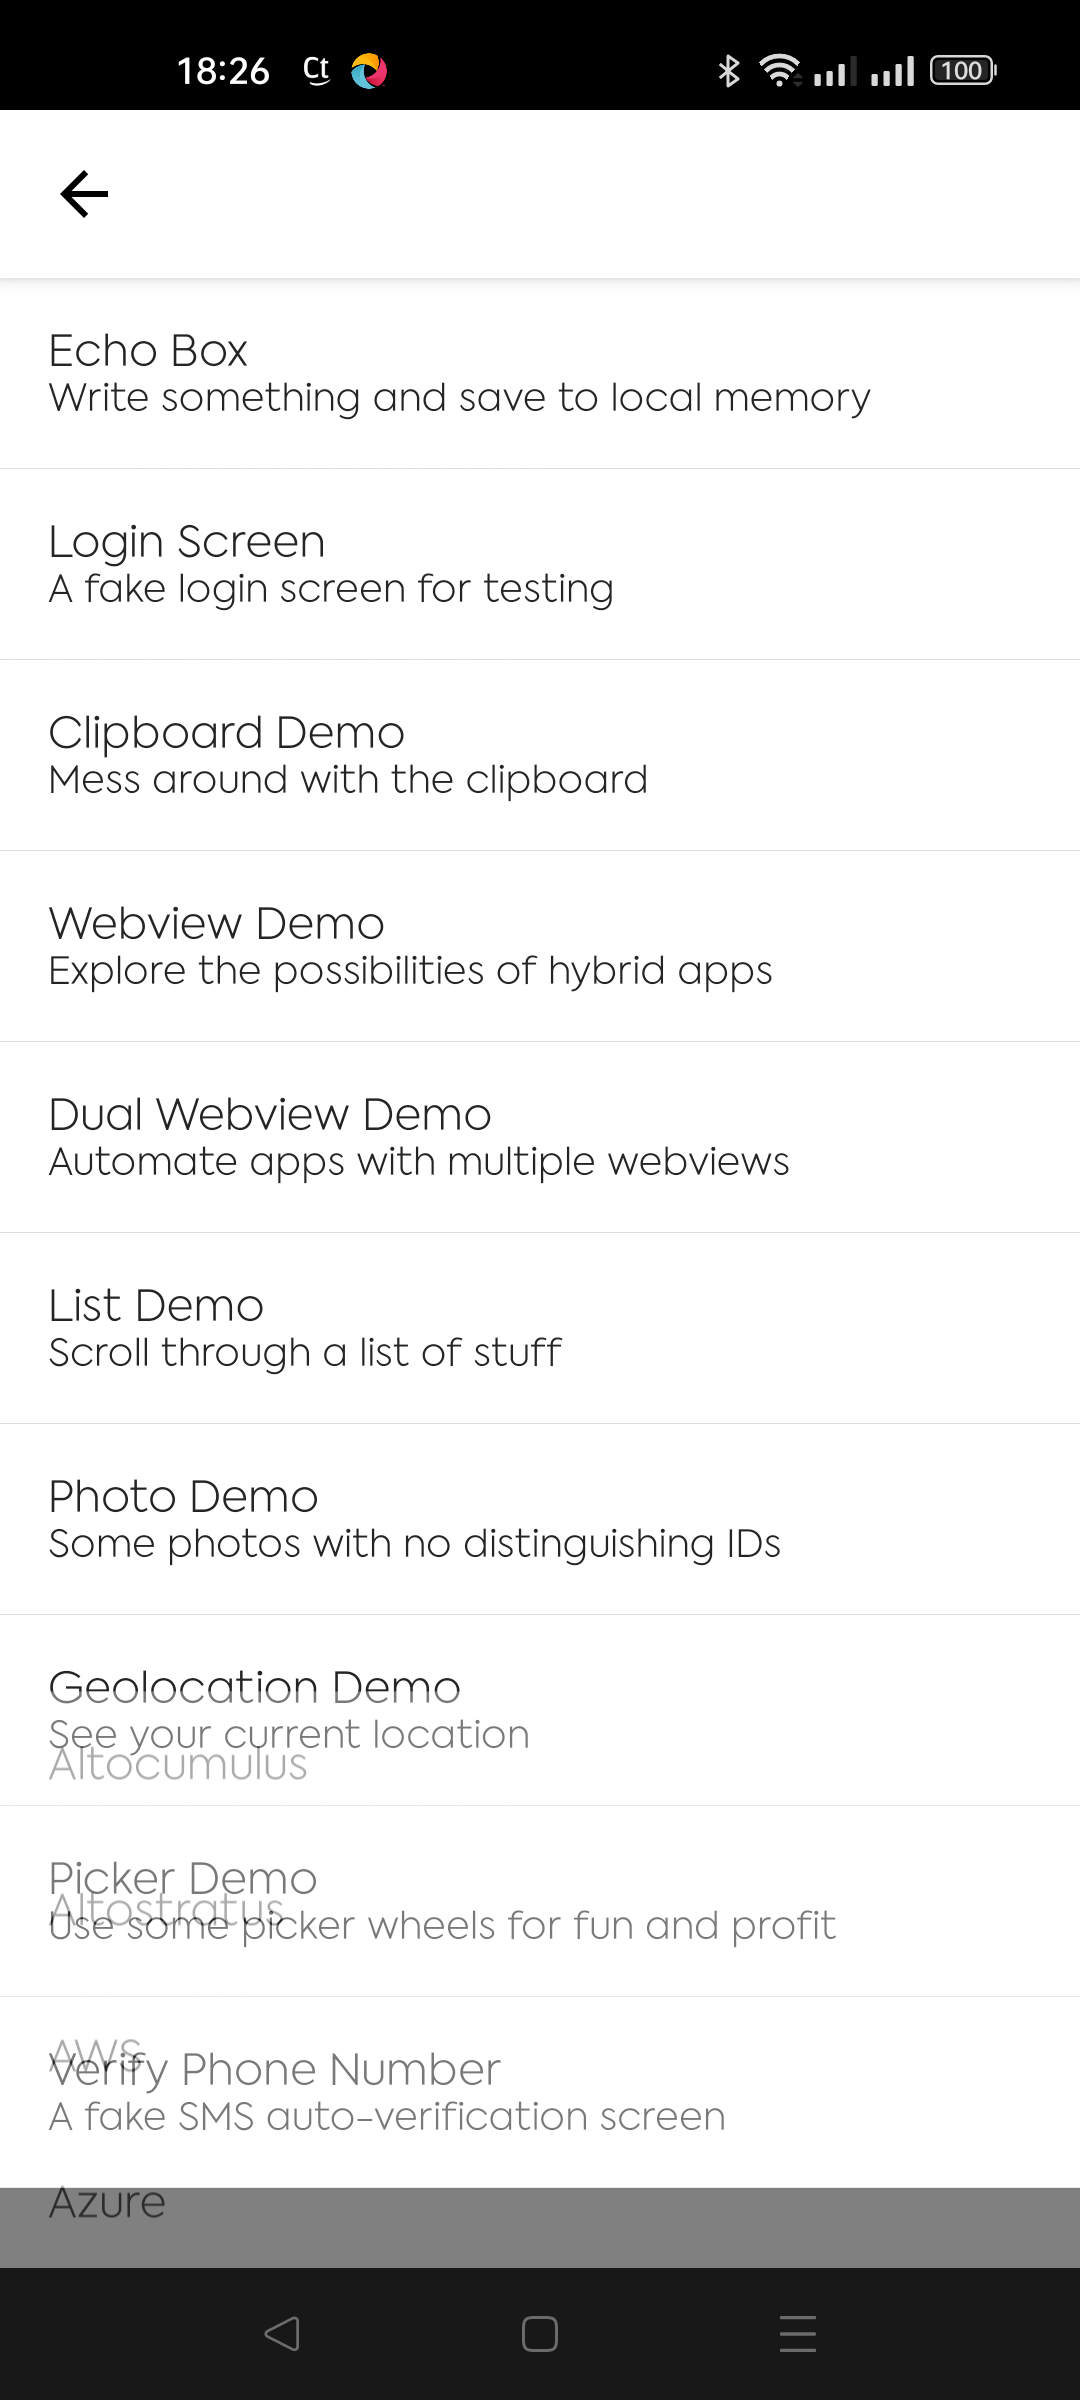 18:26 Ct 100
Echo Box
Write something and save to local memory
Login Screen
A fake login screen for testing
Clipboard Demo
Mess around with the clipboard
Webview Demo
Explore the possibilities of hybrid apps
Dual Webview Demo
Automate apps with multiple webviews
List Demo
Scroll through a list of stuff
Photo Demo
Some photos with no distinguishing IDs
Geolocation Demo
See your current location
Altocumulus
Picker Demo
Altostratus
Use some picker wheels for fun and profit
AWS
Verify Phone Number
A fake SMS auto-verification screen
Azure